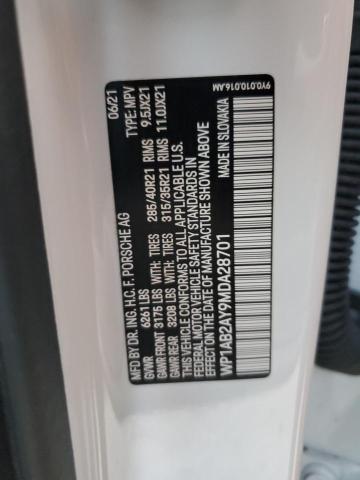 MFD. BY DR. ING. H.C. F. PORSCHE AG 06/21
GVWR 6261 LBS TYPE: MPV
GAWR FRONT 3175 LBS WITH TIRES 285/40R21 RIMS 9.5JX21
GAWR REAR 3208 LBS WITH TIRES 315/35R21 RIMS 11.0JX21
THIS VEHICLE CONFORMS TO ALL APPLICABLE U.S.
FEDERAL MOTOR VEHICLE SAFETY STANDARDS IN
EFFECT ON THE DATE OF MANUFACTURE SHOWN ABOVE
WP1AB2AY9MDA28701 MADE IN SLOVAKIA
9Y0.010.016.AM